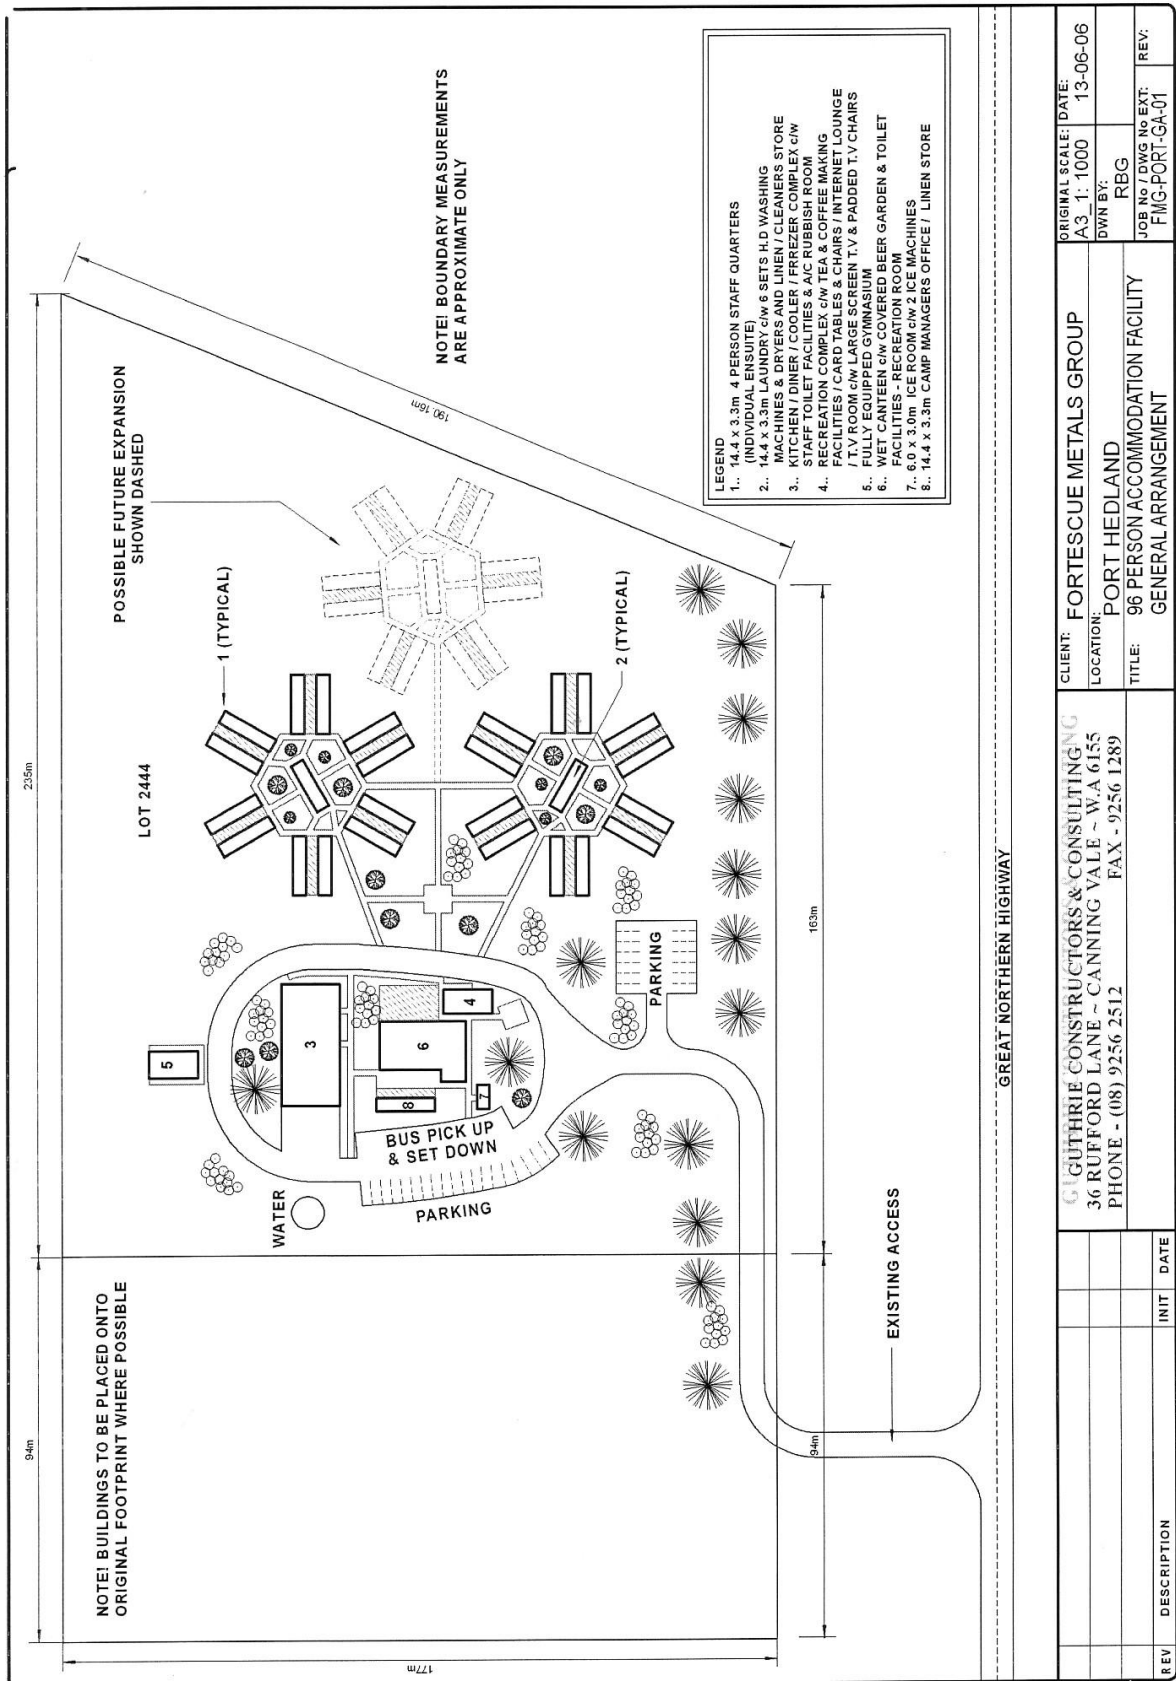 235m
94m
NOTE! BUILDINGS TO BE PLACED ONTO
ORIGINAL FOOTPRINT WHERE POSSIBLE
LOT 2444
POSSIBLE FUTURE EXPANSION
SHOWN DASHED
1 (TYPICAL)
NOTE! BOUNDARY MEASUREMENTS
ARE APPROXIMATE ONLY
190.16m
177m
WATER
5
3
4
6
8
7
BUS PICK UP
& SET DOWN
PARKING
PARKING
2 (TYPICAL)
163m
94m
EXISTING ACCESS
GREAT NORTHERN HIGHWAY
LEGEND
1.. 14.4 x 3.3m 4 PERSON STAFF QUARTERS
(INDIVIDUAL ENSUITE)
2.. 14.4 x 3.3m LAUNDRY c/w 6 SETS H.D WASHING
MACHINES & DRYERS AND LINEN / CLEANERS STORE
3.. KITCHEN / DINER / COOLER / FRREZER COMPLEX c/w
STAFF TOILET FACILITIES & A/C RUBBISH ROOM
4.. RECREATION COMPLEX c/w TEA & COFFEE MAKING
FACILITIES / CARD TABLES & CHAIRS / INTERNET LOUNGE
/ T.V ROOM c/w LARGE SCREEN T.V & PADDED T.V CHAIRS
5.. FULLY EQUIPPED GYMNASIUM
6.. WET CANTEEN c/w COVERED BEER GARDEN & TOILET
FACILITIES - RECREATION ROOM
7.. 6.0 x 3.0m ICE ROOM c/w 2 ICE MACHINES
8.. 14.4 x 3.3m CAMP MANAGERS OFFICE / LINEN STORE
REV DESCRIPTION INIT DATE
GUTHRIE CONSTRUCTORS & CONSULTING
36 RUFFORD LANE ~ CANNING VALE ~ W.A 6155
PHONE - (08) 9256 2512 FAX - 9256 1289
CLIENT: FORTESCUE METALS GROUP
LOCATION: PORT HEDLAND
TITLE: 96 PERSON ACCOMMODATION FACILITY
GENERAL ARRANGEMENT
ORIGINAL SCALE: A3_1: 1000
DATE: 13-06-06
DWN BY: RBG
JOB No / DWG No EXT: FMG-PORT-GA-01
REV: